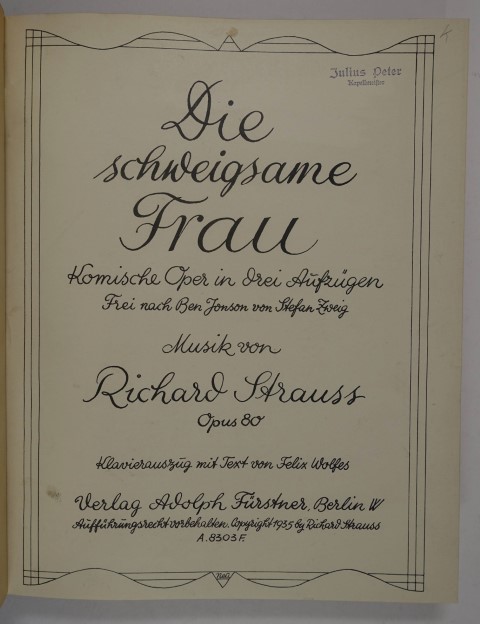 Julius Peter
Kapellmeister
Die
schweigsame
Frau
Komische Oper in drei Aufzügen
Frei nach Ben Jonson von Stefan Zweig
Musik von
Richard Strauss
Opus 80
Klavierauszug mit Text von Felix Wolfes
Verlag Adolph Fürstner, Berlin W
Aufführungsrecht vorbehalten. Copyright 1935 by Richard Strauss
A. 8303 F.